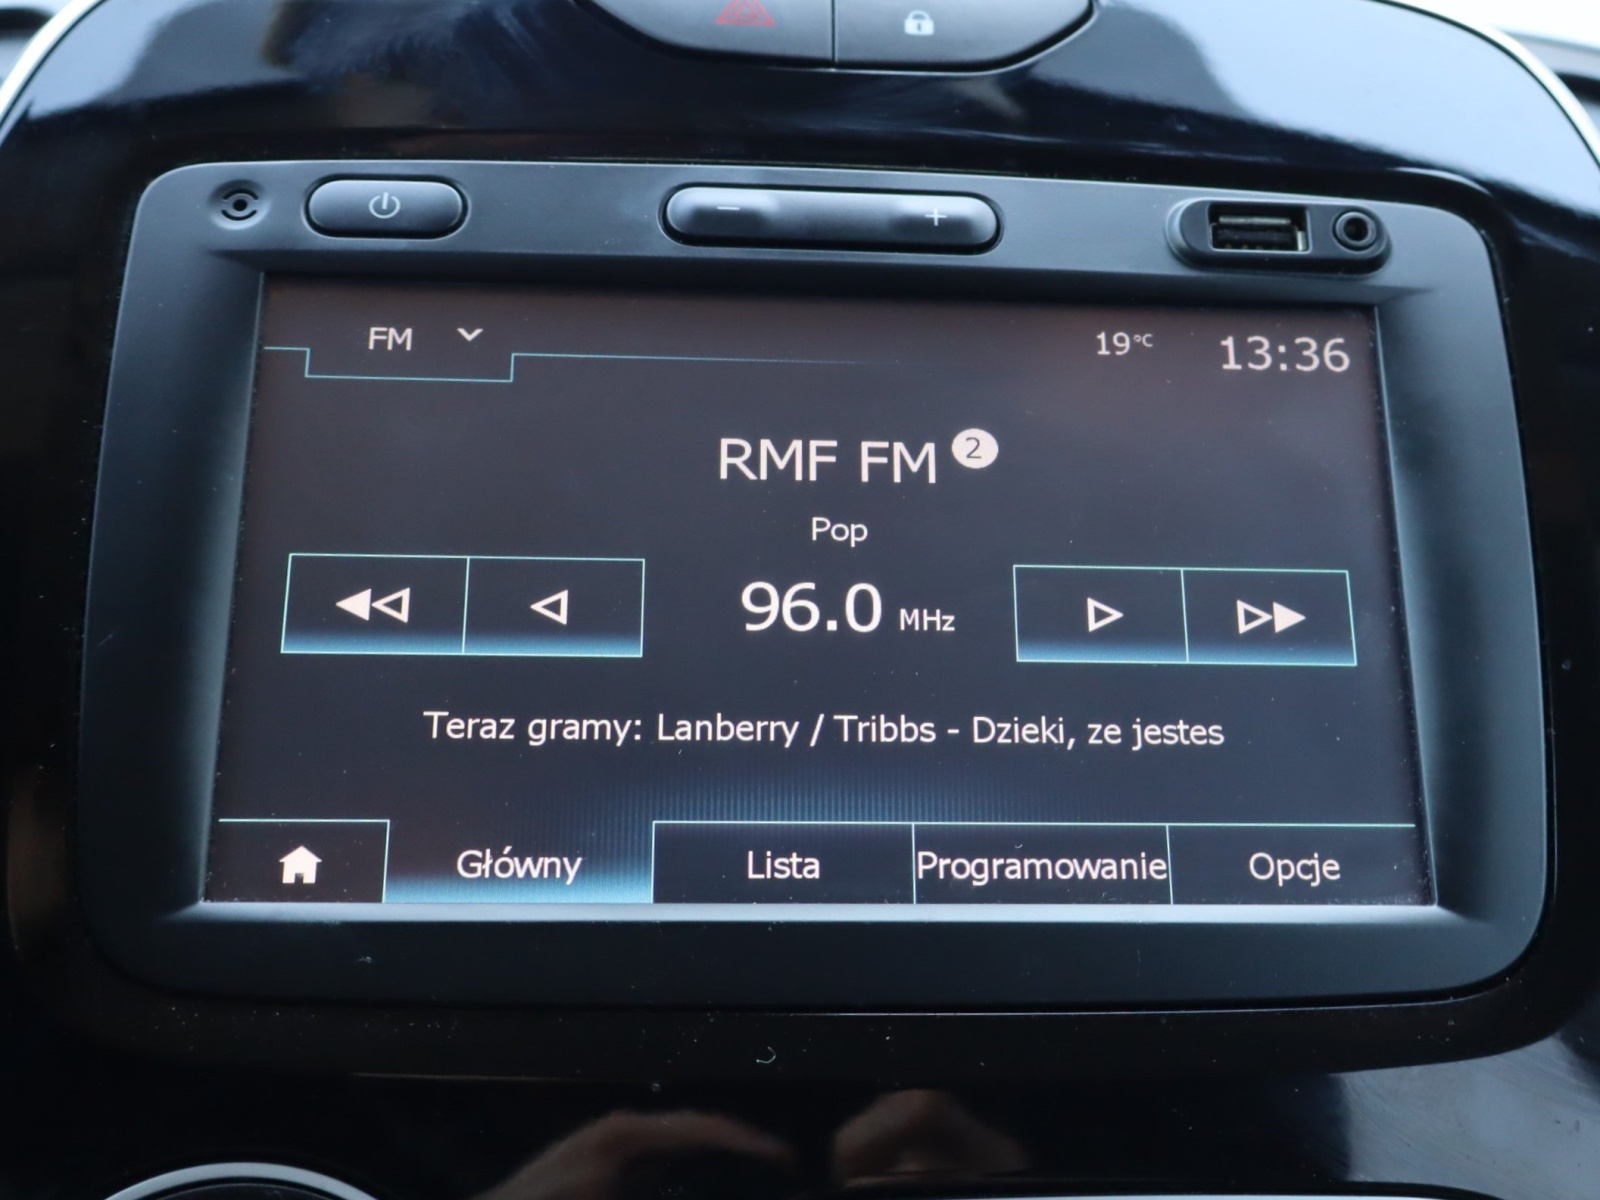 FM
19°C
13:36
RMF FM 2
Pop
96.0 MHz
Teraz gramy: Lanberry / Tribbs - Dzieki, ze jestes
Główny
Lista
Programowanie
Opcje